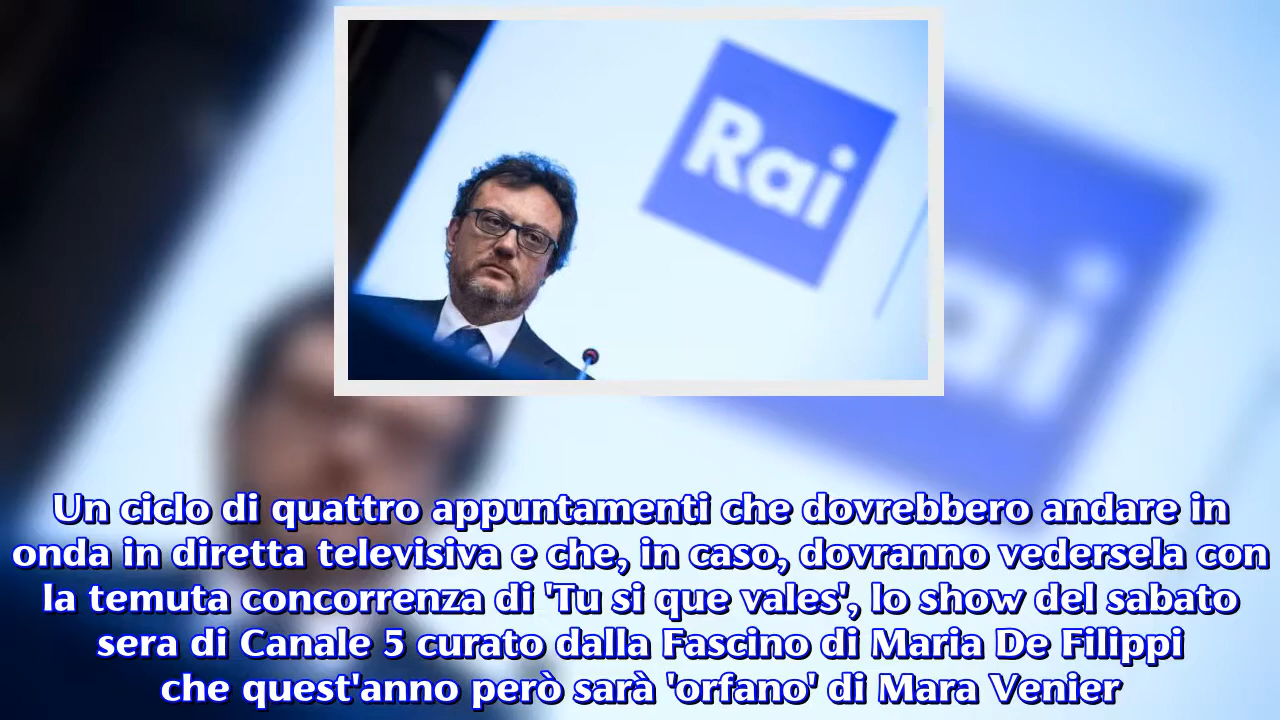 Rai
ai
Un ciclo di quattro appuntamenti che dovrebbero andare in
onda in diretta televisiva e che, in caso, dovranno vedersela con
la temuta concorrenza di 'Tu si que vales', lo show del sabato
sera di Canale 5 curato dalla Fascino di Maria De Filippi
che quest'anno però sarà 'orfano' di Mara Venier